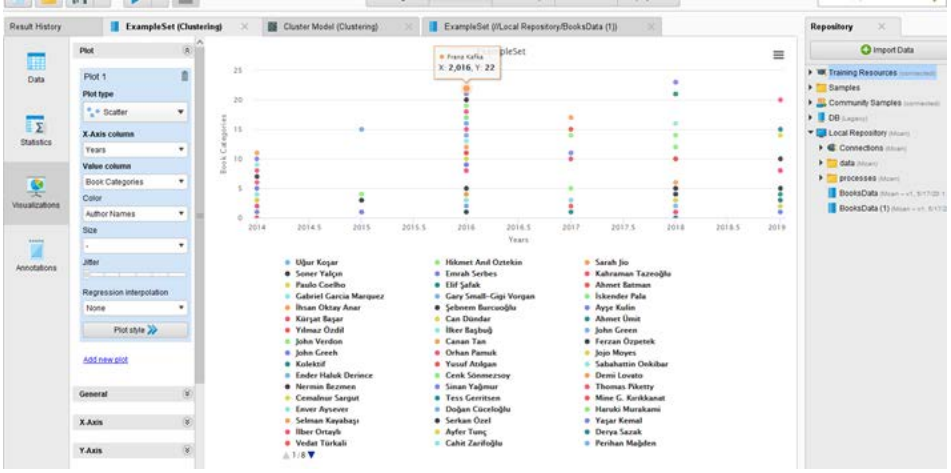 Result History
ExampleSet (Clustering)
Cluster Model (Clustering)
ExampleSet (//Local Repository/BooksData (1))
Repository
Data
Statistics
Visualizations
Annotations
Plot
Plot 1
Plot type
Scatter
X-Axis column
Years
Value column
Book Categories
Color
Author Names
Size
-
Jitter
Regression interpolation
None
Plot style
Add new plot
General
X-Axis
Y-Axis
ExampleSet
Franz Kafka
X: 2,016, Y: 22
Book Categories
25
20
15
10
5
0
2014 2014.5 2015 2015.5 2016 2016.5 2017 2017.5 2018 2018.5 2019
Years
Uğur Koşar
Soner Yalçın
Paulo Coelho
Gabriel Garcia Marquez
İhsan Oktay Anar
Kürşat Başar
Yılmaz Özdil
John Verdon
John Greeh
Kolektif
Ender Haluk Derince
Nermin Bezmen
Cemalnur Sargut
Enver Aysever
Selman Kayabaşı
İlber Ortaylı
Vedat Türkali
Hikmet Anıl Öztekin
Emrah Serbes
Elif Şafak
Gary Small-Gigi Vorgan
Şebnem Burcuoğlu
Can Dündar
İlker Başbuğ
Canan Tan
Orhan Pamuk
Yusuf Atılgan
Cenk Sönmezsoy
Sinan Yağmur
Tess Gerritsen
Doğan Cüceloğlu
Serkan Özel
Ayfer Tunç
Cahit Zarifoğlu
Sarah Jio
Kahraman Tazeoğlu
Ahmet Batman
İskender Pala
Ayşe Kulin
Ahmet Ümit
John Green
Ferzan Özpetek
Jojo Moyes
Sabahattin Önkibar
Demi Lovato
Thomas Piketty
Mine G. Kırıkkanat
Haruki Murakami
Yaşar Kemal
Derya Sazak
Perihan Mağden
1/8
Import Data
Training Resources (connected)
Samples
Community Samples (connected)
DB (Legacy)
Local Repository
Connections
data
processes
BooksData
BooksData (1)